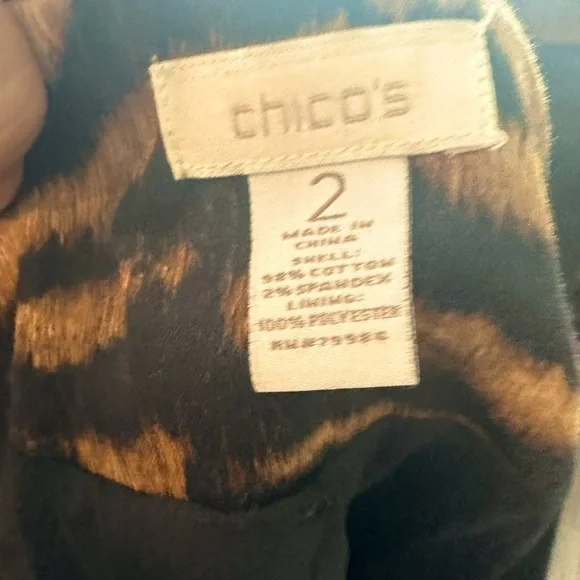 chico's
2
MADE IN
CHINA
SHELL:
98% COTTON
2% SPANDEX
LINING:
100% POLYESTER